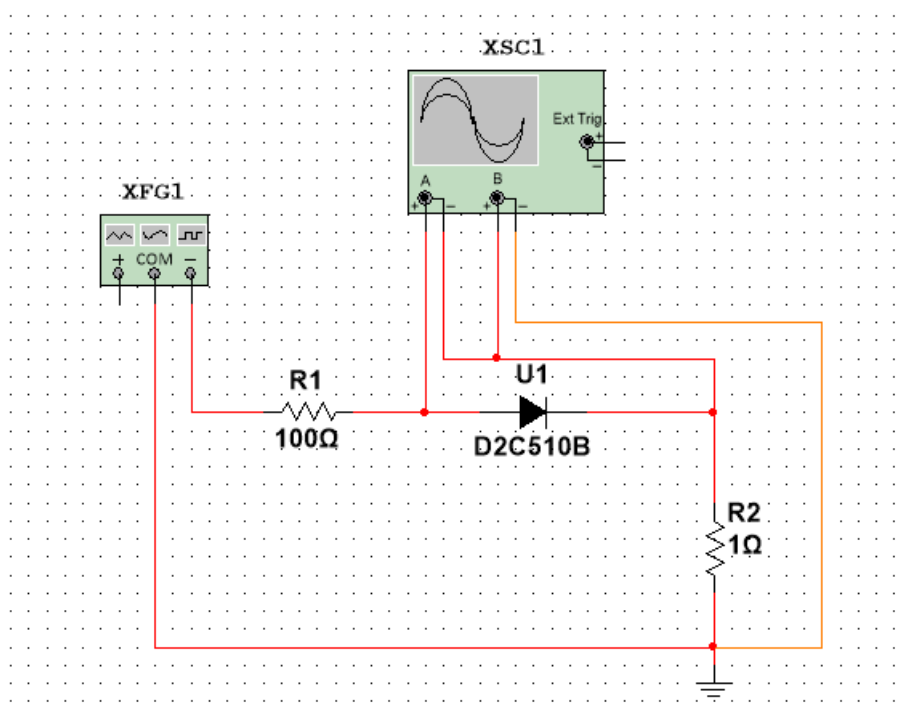 XSC1
Ext Trig
+
−
A
B
+ − + −
XFG1
+ COM −
R1
100Ω
U1
D2C510B
R2
1Ω